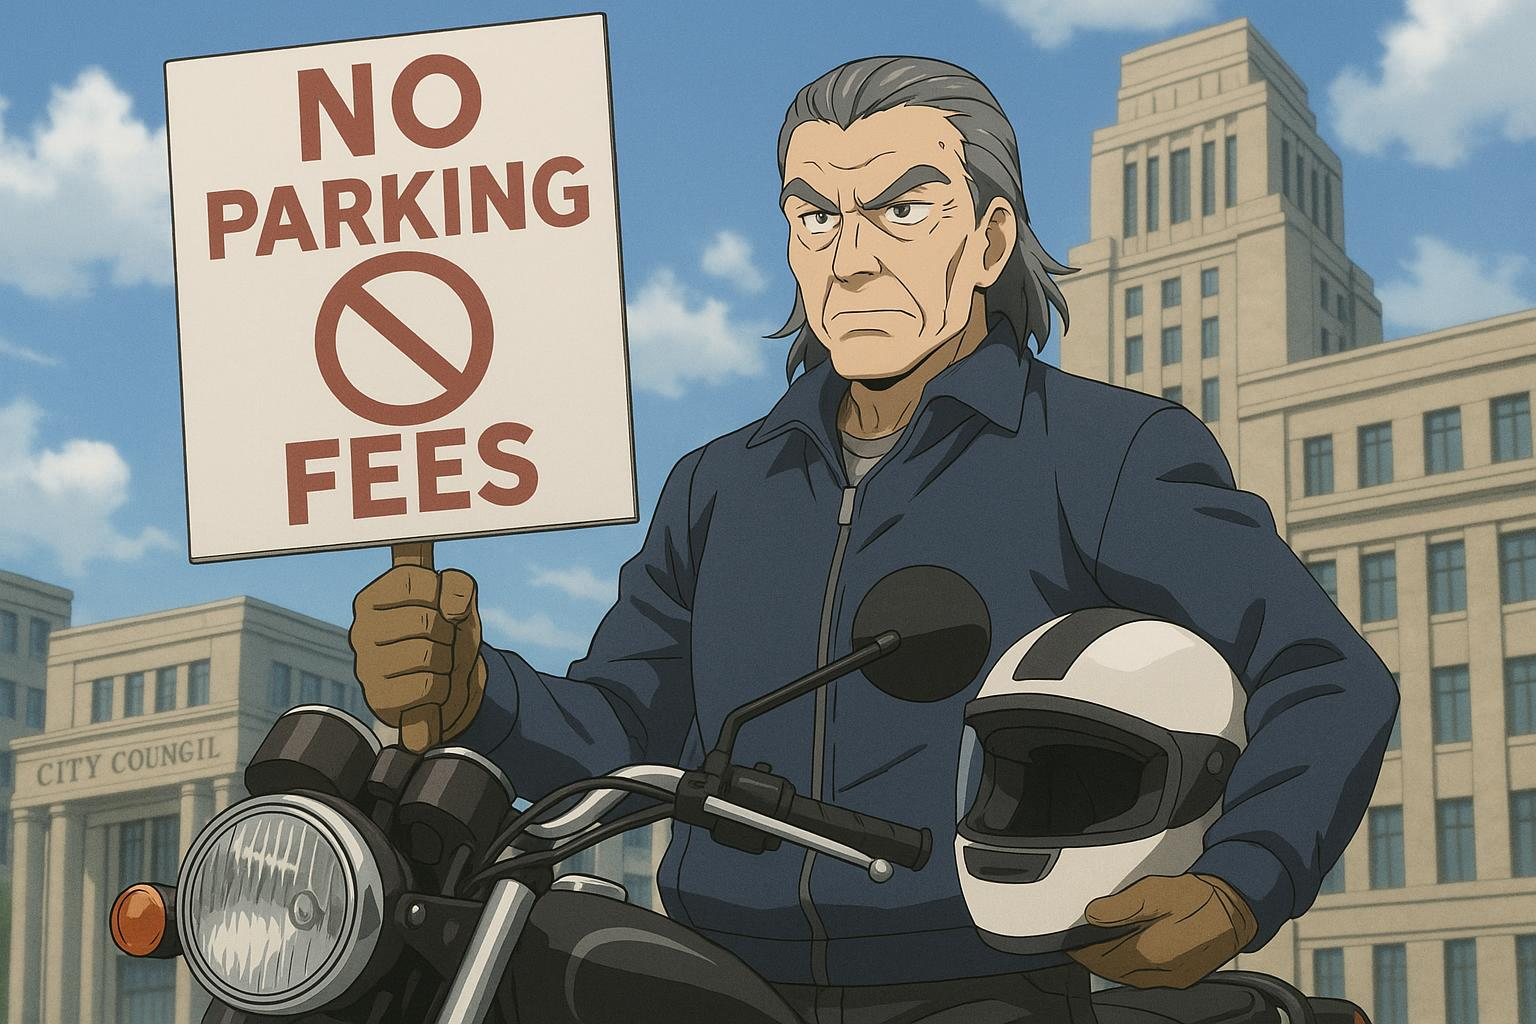 NO
PARKING
FEES
CITY COUNCIL